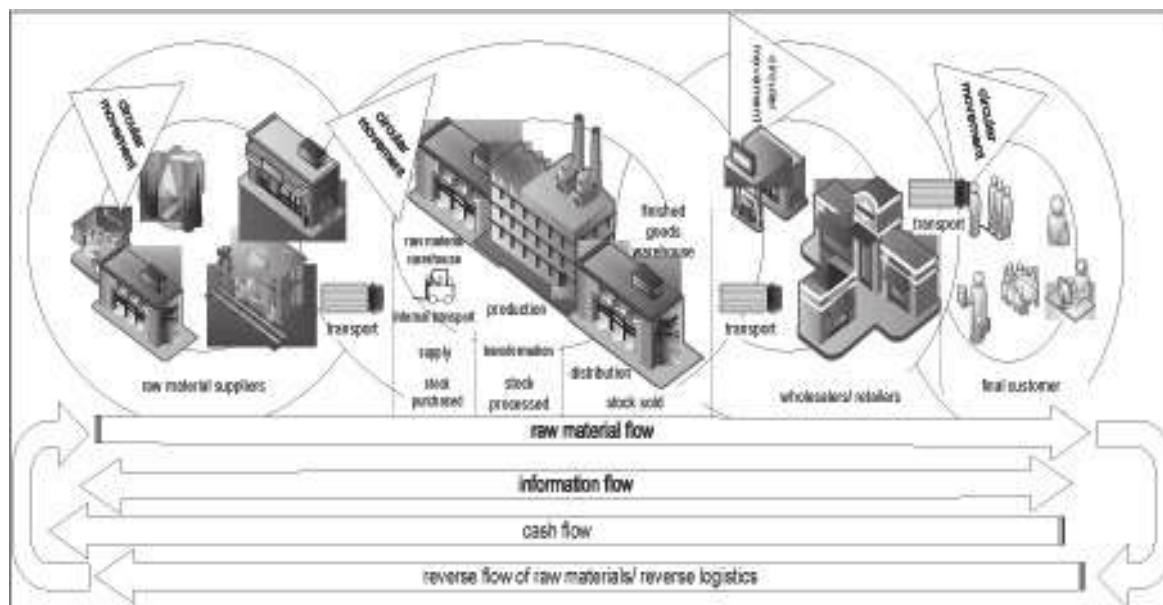 circular
movement
circular
movement
circular
movement
circular
movement
raw material
warehouse
internal transport
finished
goods
warehouse
transport
production
transport
transport
supply
transformation
distribution
stock
purchased
stock
processed
stock sold
raw material suppliers
wholesalers/ retailers
final customer
raw material flow
information flow
cash flow
reverse flow of raw materials/ reverse logistics